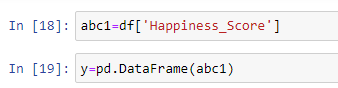 In [18]: abc1=df['Happiness_Score']
In [19]: y=pd.DataFrame(abc1)